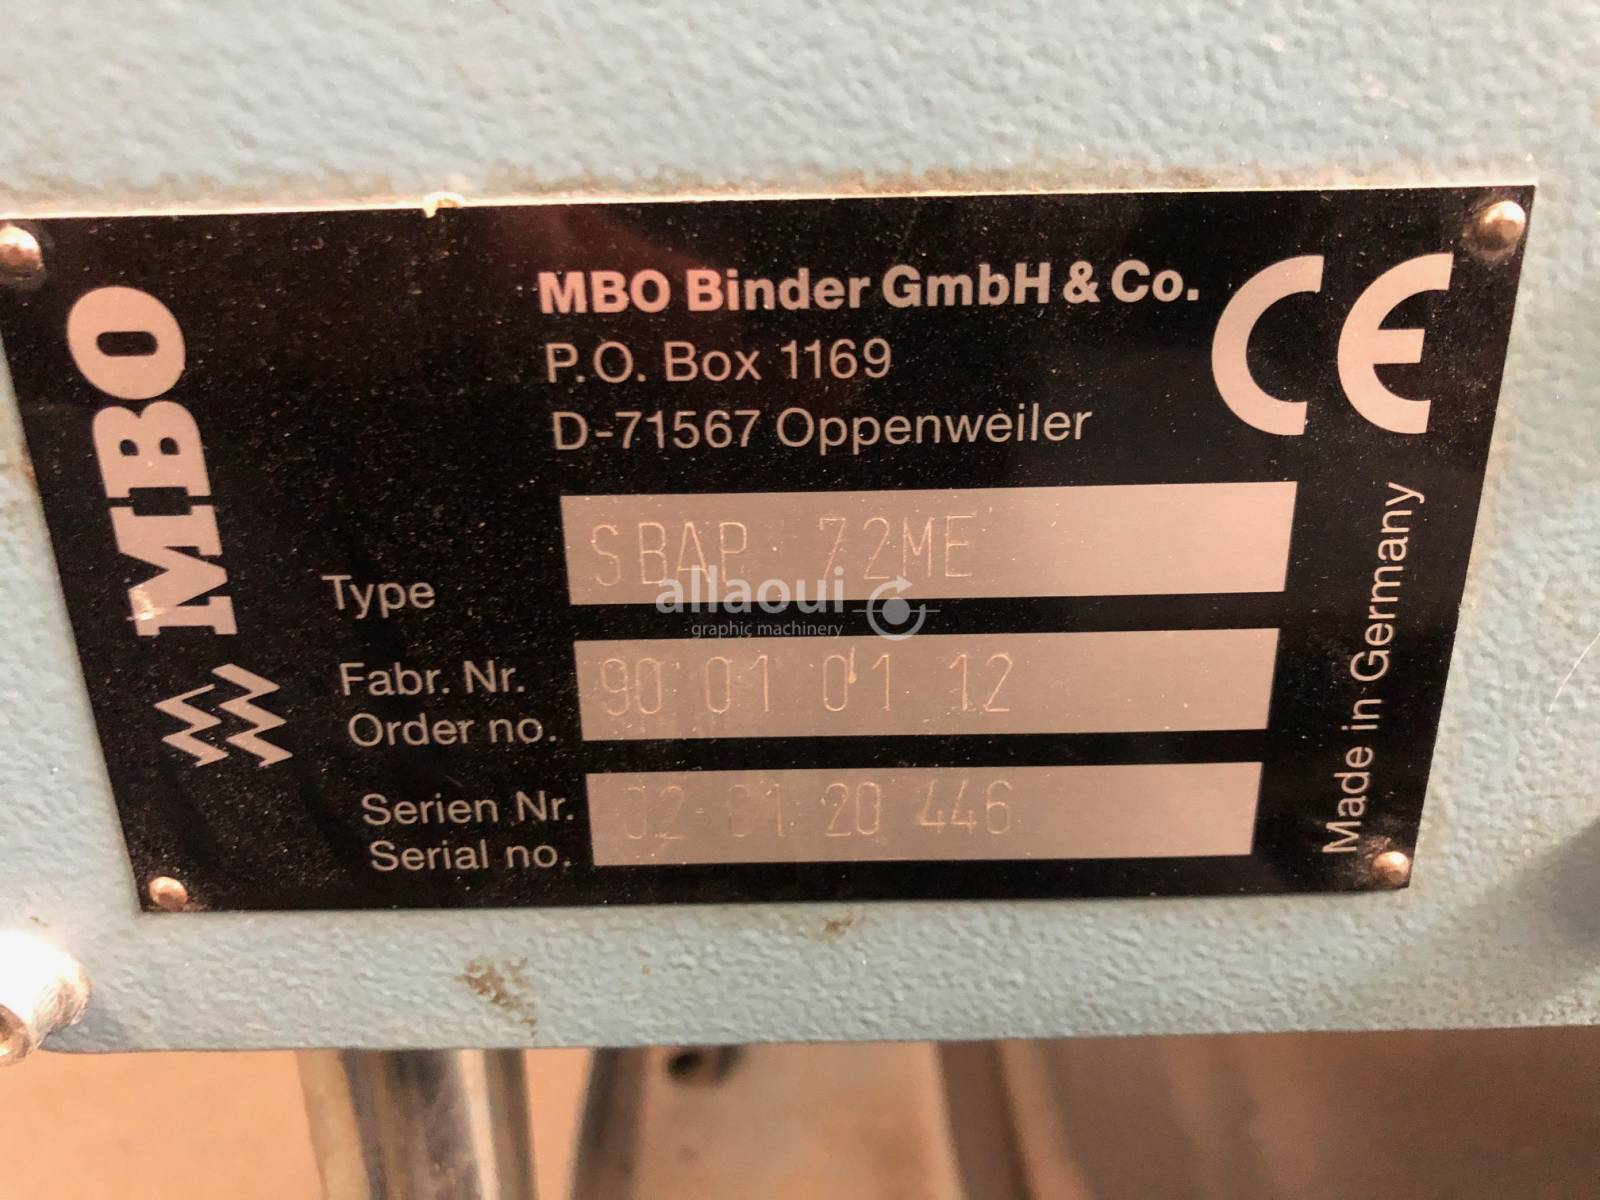 MBO
MBO Binder GmbH & Co.
P.O. Box 1169
D-71567 Oppenweiler
CE
Type SBAP 72ME
Fabr. Nr.
Order no. 90 01 01 12
Serien Nr.
Serial no. 02 01 20 446
Made in Germany
allaoui
graphic machinery